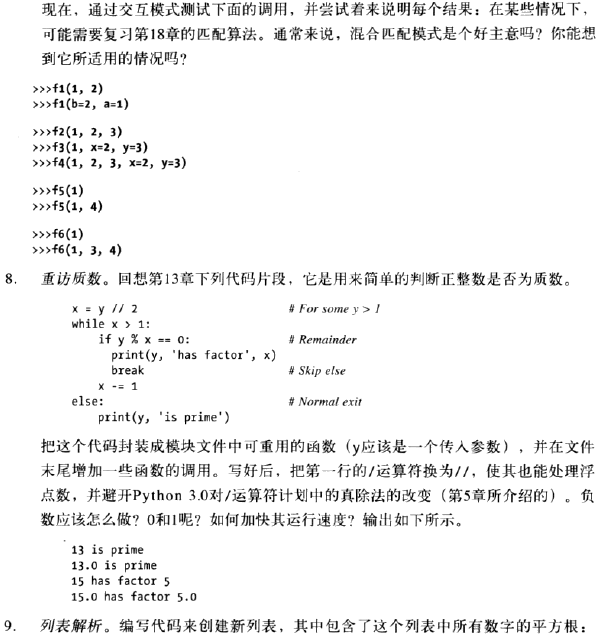 现在，通过交互模式测试下面的调用，并尝试着来说明每个结果：在某些情况下，
可能需要复习第18章的匹配算法。通常来说，混合匹配模式是个好主意吗？你能想
到它所适用的情况吗？
>>>f1(1, 2)
>>>f1(b=2, a=1)
>>>f2(1, 2, 3)
>>>f3(1, x=2, y=3)
>>>f4(1, 2, 3, x=2, y=3)
>>>f5(1)
>>>f5(1, 4)
>>>f6(1)
>>>f6(1, 3, 4)
8. 重访质数。回想第13章下列代码片段，它是用来简单的判断正整数是否为质数。
x = y // 2 # For some y > 1
while x > 1:
if y % x == 0: # Remainder
print(y, 'has factor', x)
break # Skip else
x -= 1
else: # Normal exit
print(y, 'is prime')
把这个代码封装成模块文件中可重用的函数（y应该是一个传入参数），并在文件
末尾增加一些函数的调用。写好后，把第一行的/运算符换为//，使其也能处理浮
点数，并避开Python 3.0对/运算符计划中的真除法的改变（第5章所介绍的）。负
数应该怎么做？0和1呢？如何加快其运行速度？输出如下所示。
13 is prime
13.0 is prime
15 has factor 5
15.0 has factor 5.0
9. 列表解析。编写代码来创建新列表，其中包含了这个列表中所有数字的平方根：